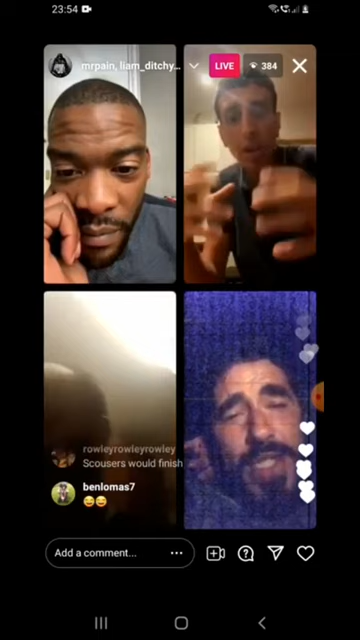 23:54
mrpain, liam_ditchy...
LIVE
384
rowleyrowleyrowley
Scousers would finish
benlomas7
😄😄
Add a comment...